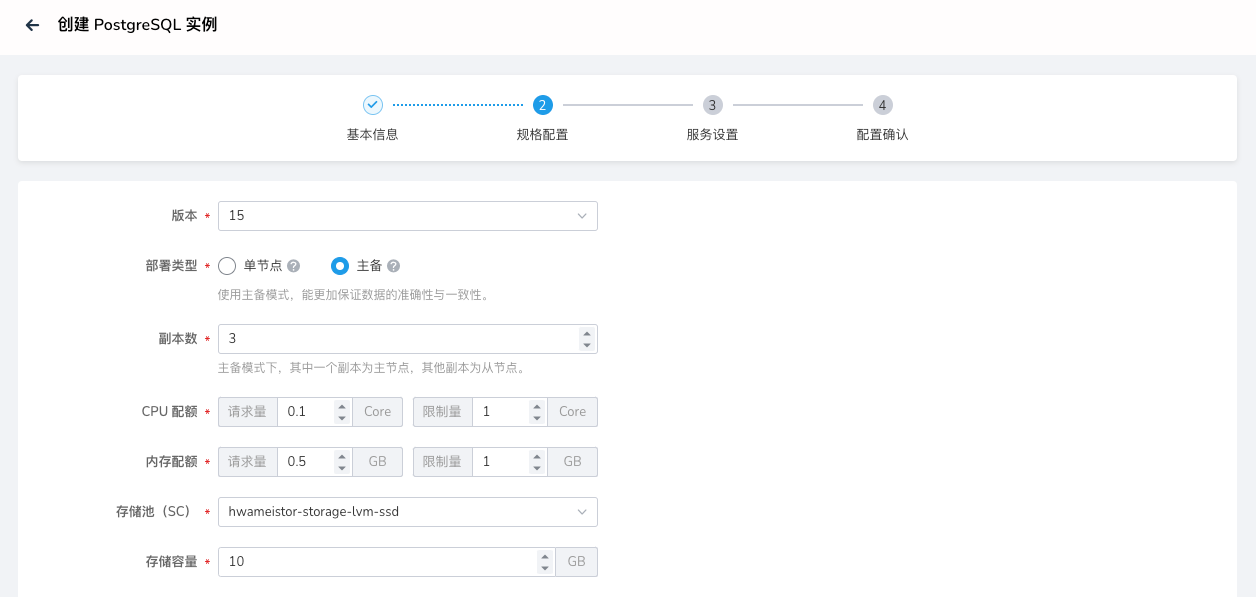 创建 PostgreSQL 实例
2 3 4
基本信息 规格配置 服务设置 配置确认
版本 * 15
部署类型 * 单节点 ? 主备 ?
使用主备模式，能更加保证数据的准确性与一致性。
副本数 * 3
主备模式下，其中一个副本为主节点，其他副本为从节点。
CPU 配额 * 请求量 0.1 Core 限制量 1 Core
内存配额 * 请求量 0.5 GB 限制量 1 GB
存储池（SC） * hwameistor-storage-lvm-ssd
存储容量 * 10 GB